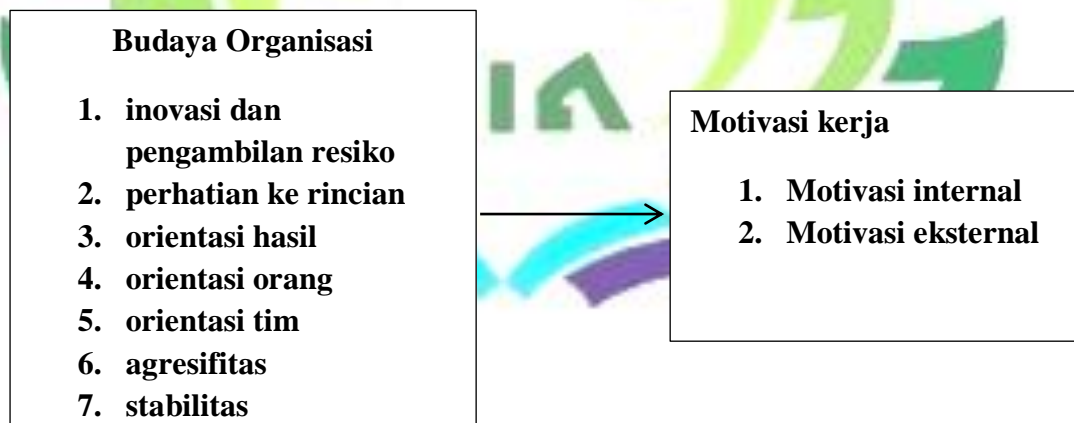 Budaya Organisasi
1. inovasi dan
pengambilan resiko
2. perhatian ke rincian
3. orientasi hasil
4. orientasi orang
5. orientasi tim
6. agresifitas
7. stabilitas
Motivasi kerja
1. Motivasi internal
2. Motivasi eksternal